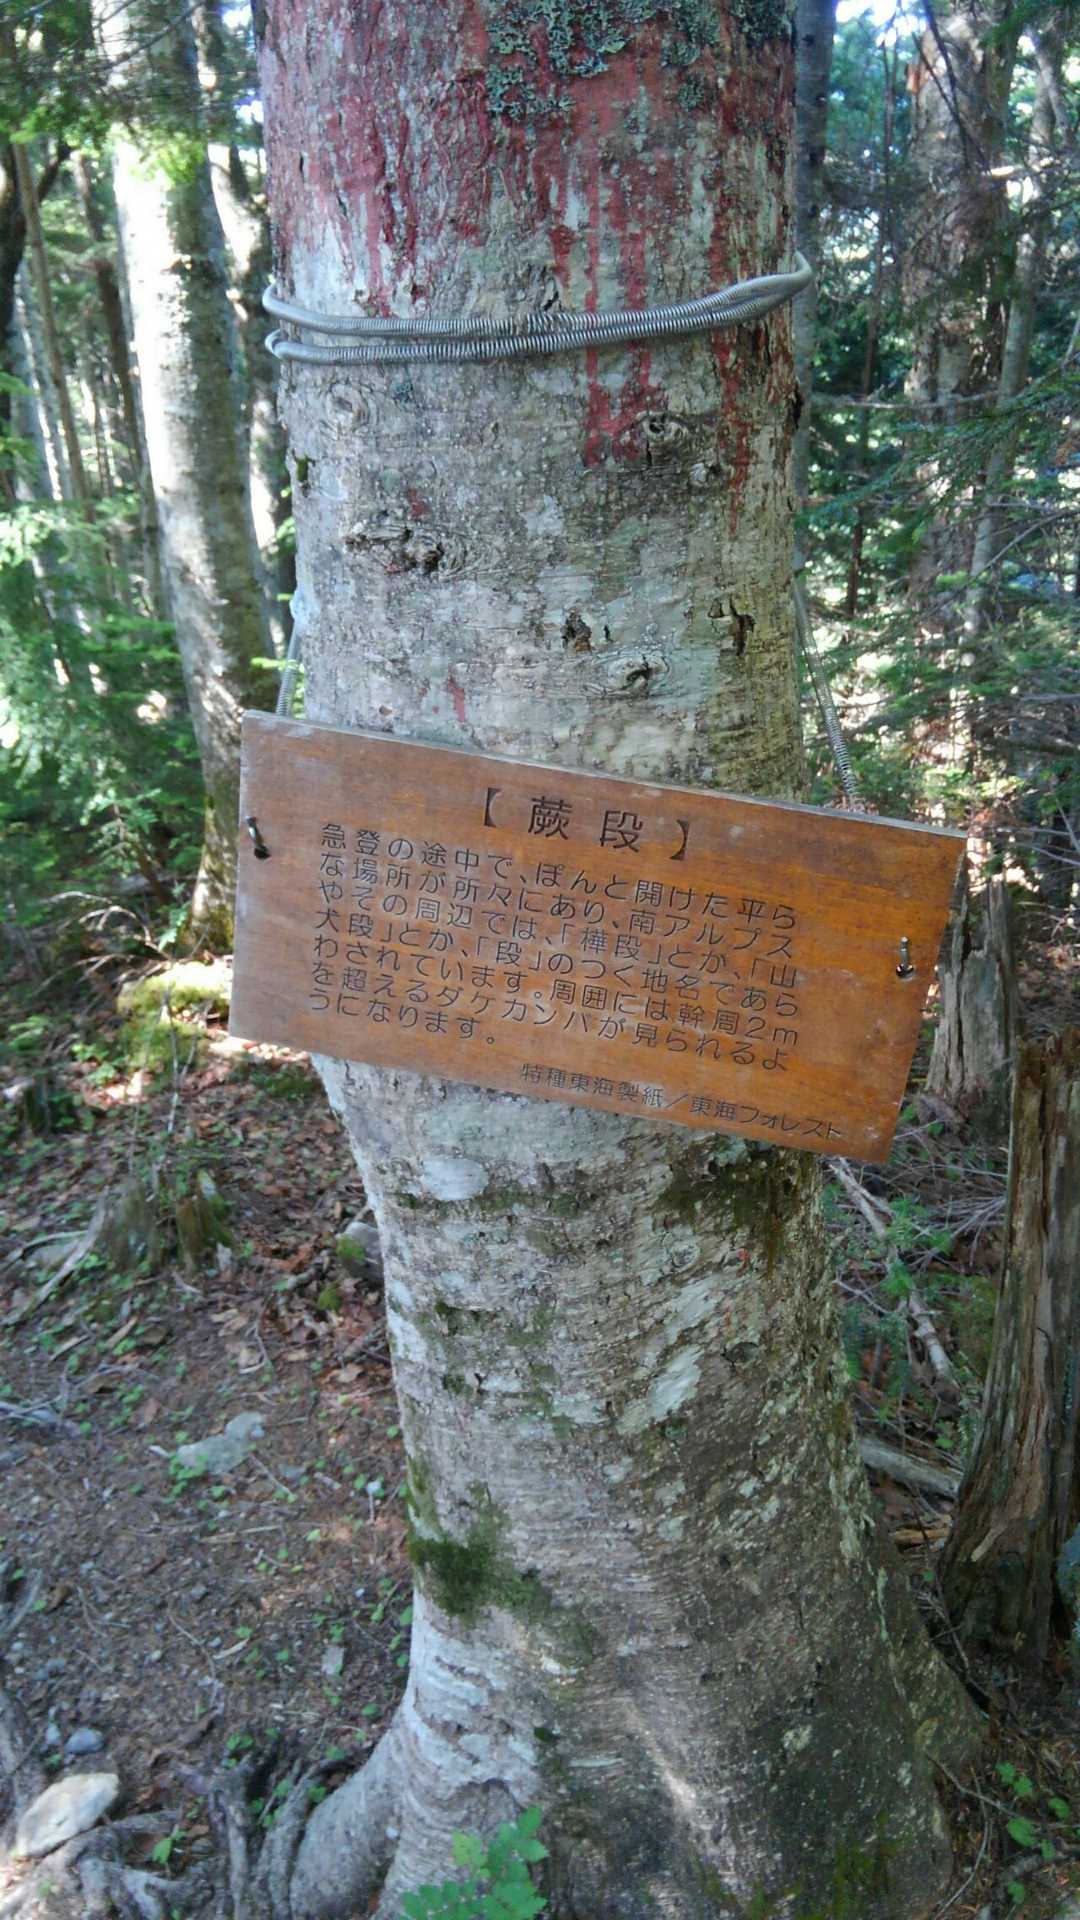 【蕨段】
急登の途中で、ぽんと開けた平ら
な場所が所々にあり、南アルプス
やその周辺では、「樺段」とか、「山
犬段」とか、「段」のつく地名であら
わされています。周囲には幹周2m
を超えるダケカンバが見られるよ
うになります。
特種東海製紙／東海フォレスト